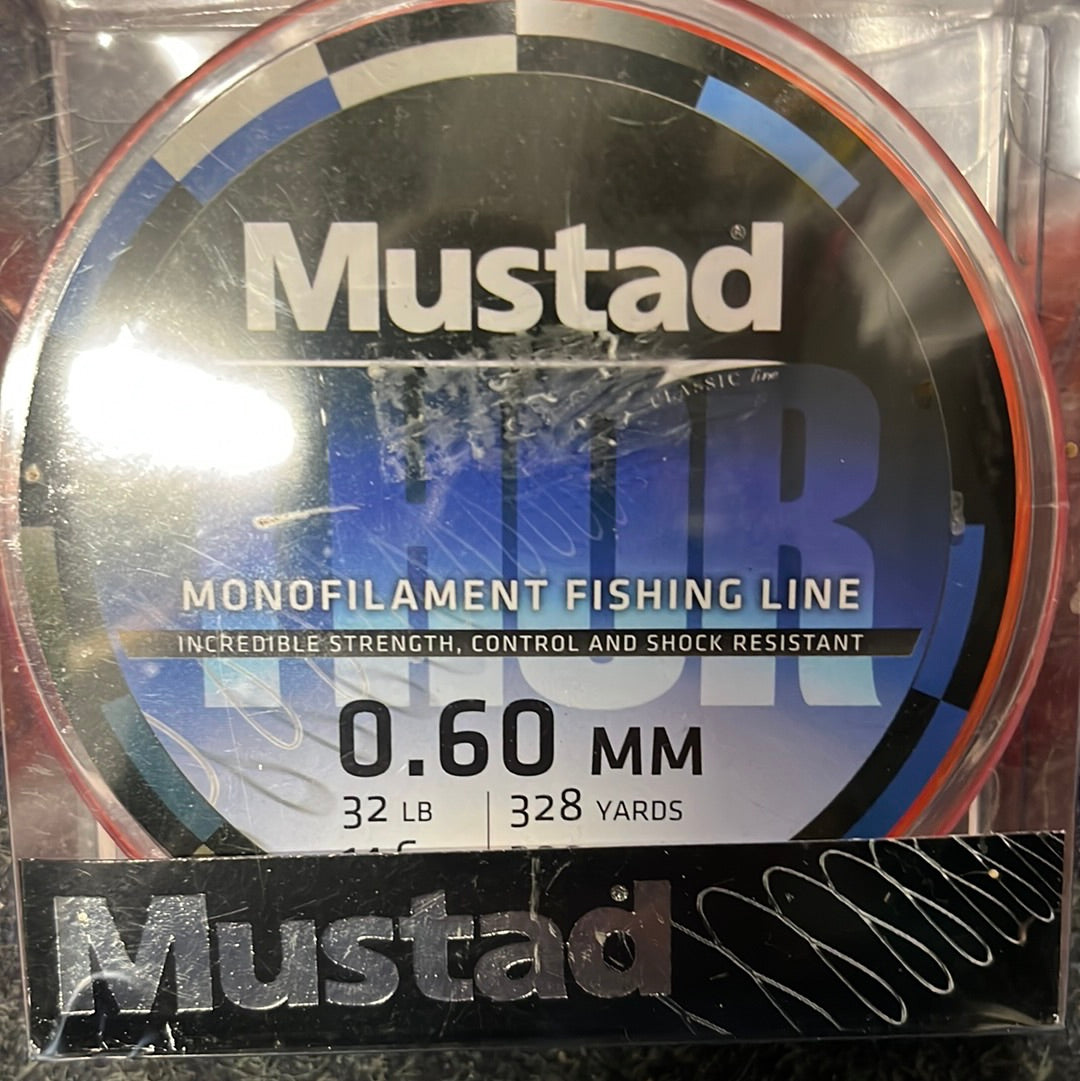 Mustad®
CLASSIC line
THOR
MONOFILAMENT FISHING LINE
INCREDIBLE STRENGTH, CONTROL AND SHOCK RESISTANT
0.60 MM
32 LB | 328 YARDS
Mustad®